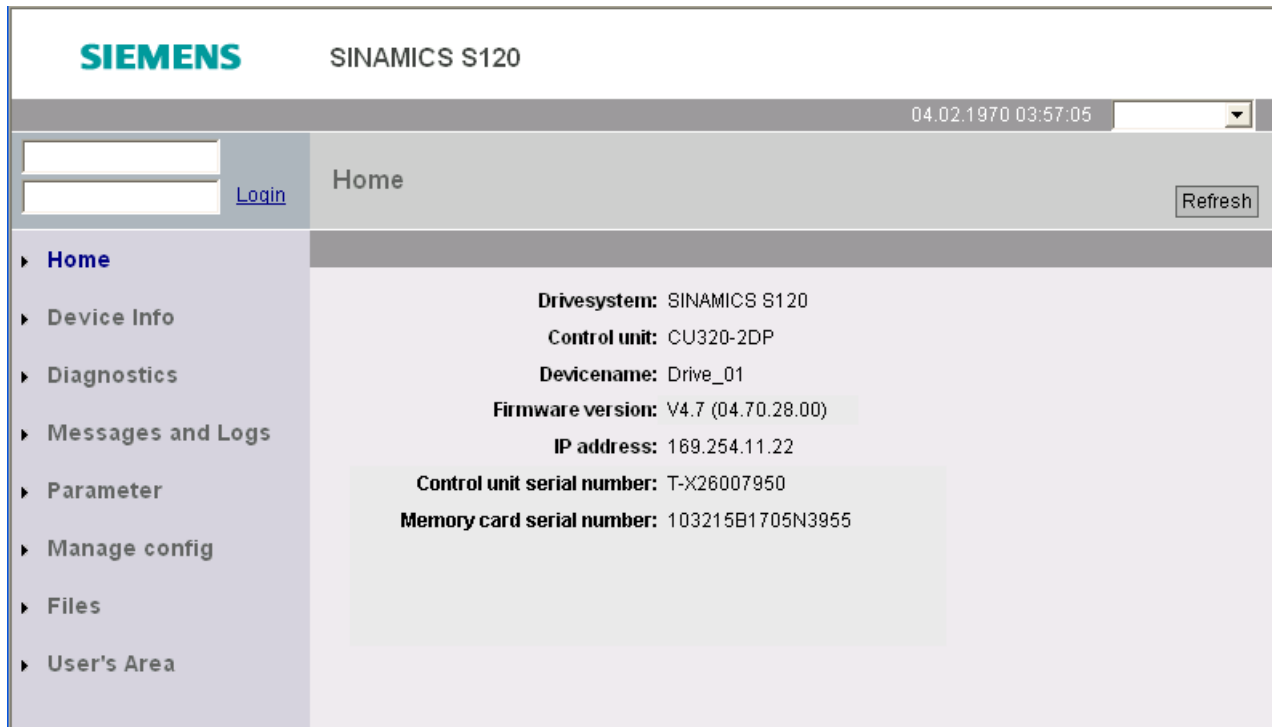 SIEMENS SINAMICS S120
04.02.1970 03:57:05
Login
Home
Refresh
Home
Device Info
Diagnostics
Messages and Logs
Parameter
Manage config
Files
User's Area
Drivesystem: SINAMICS S120
Control unit: CU320-2DP
Devicename: Drive_01
Firmware version: V4.7 (04.70.28.00)
IP address: 169.254.11.22
Control unit serial number: T-X26007950
Memory card serial number: 103215B1705N3955